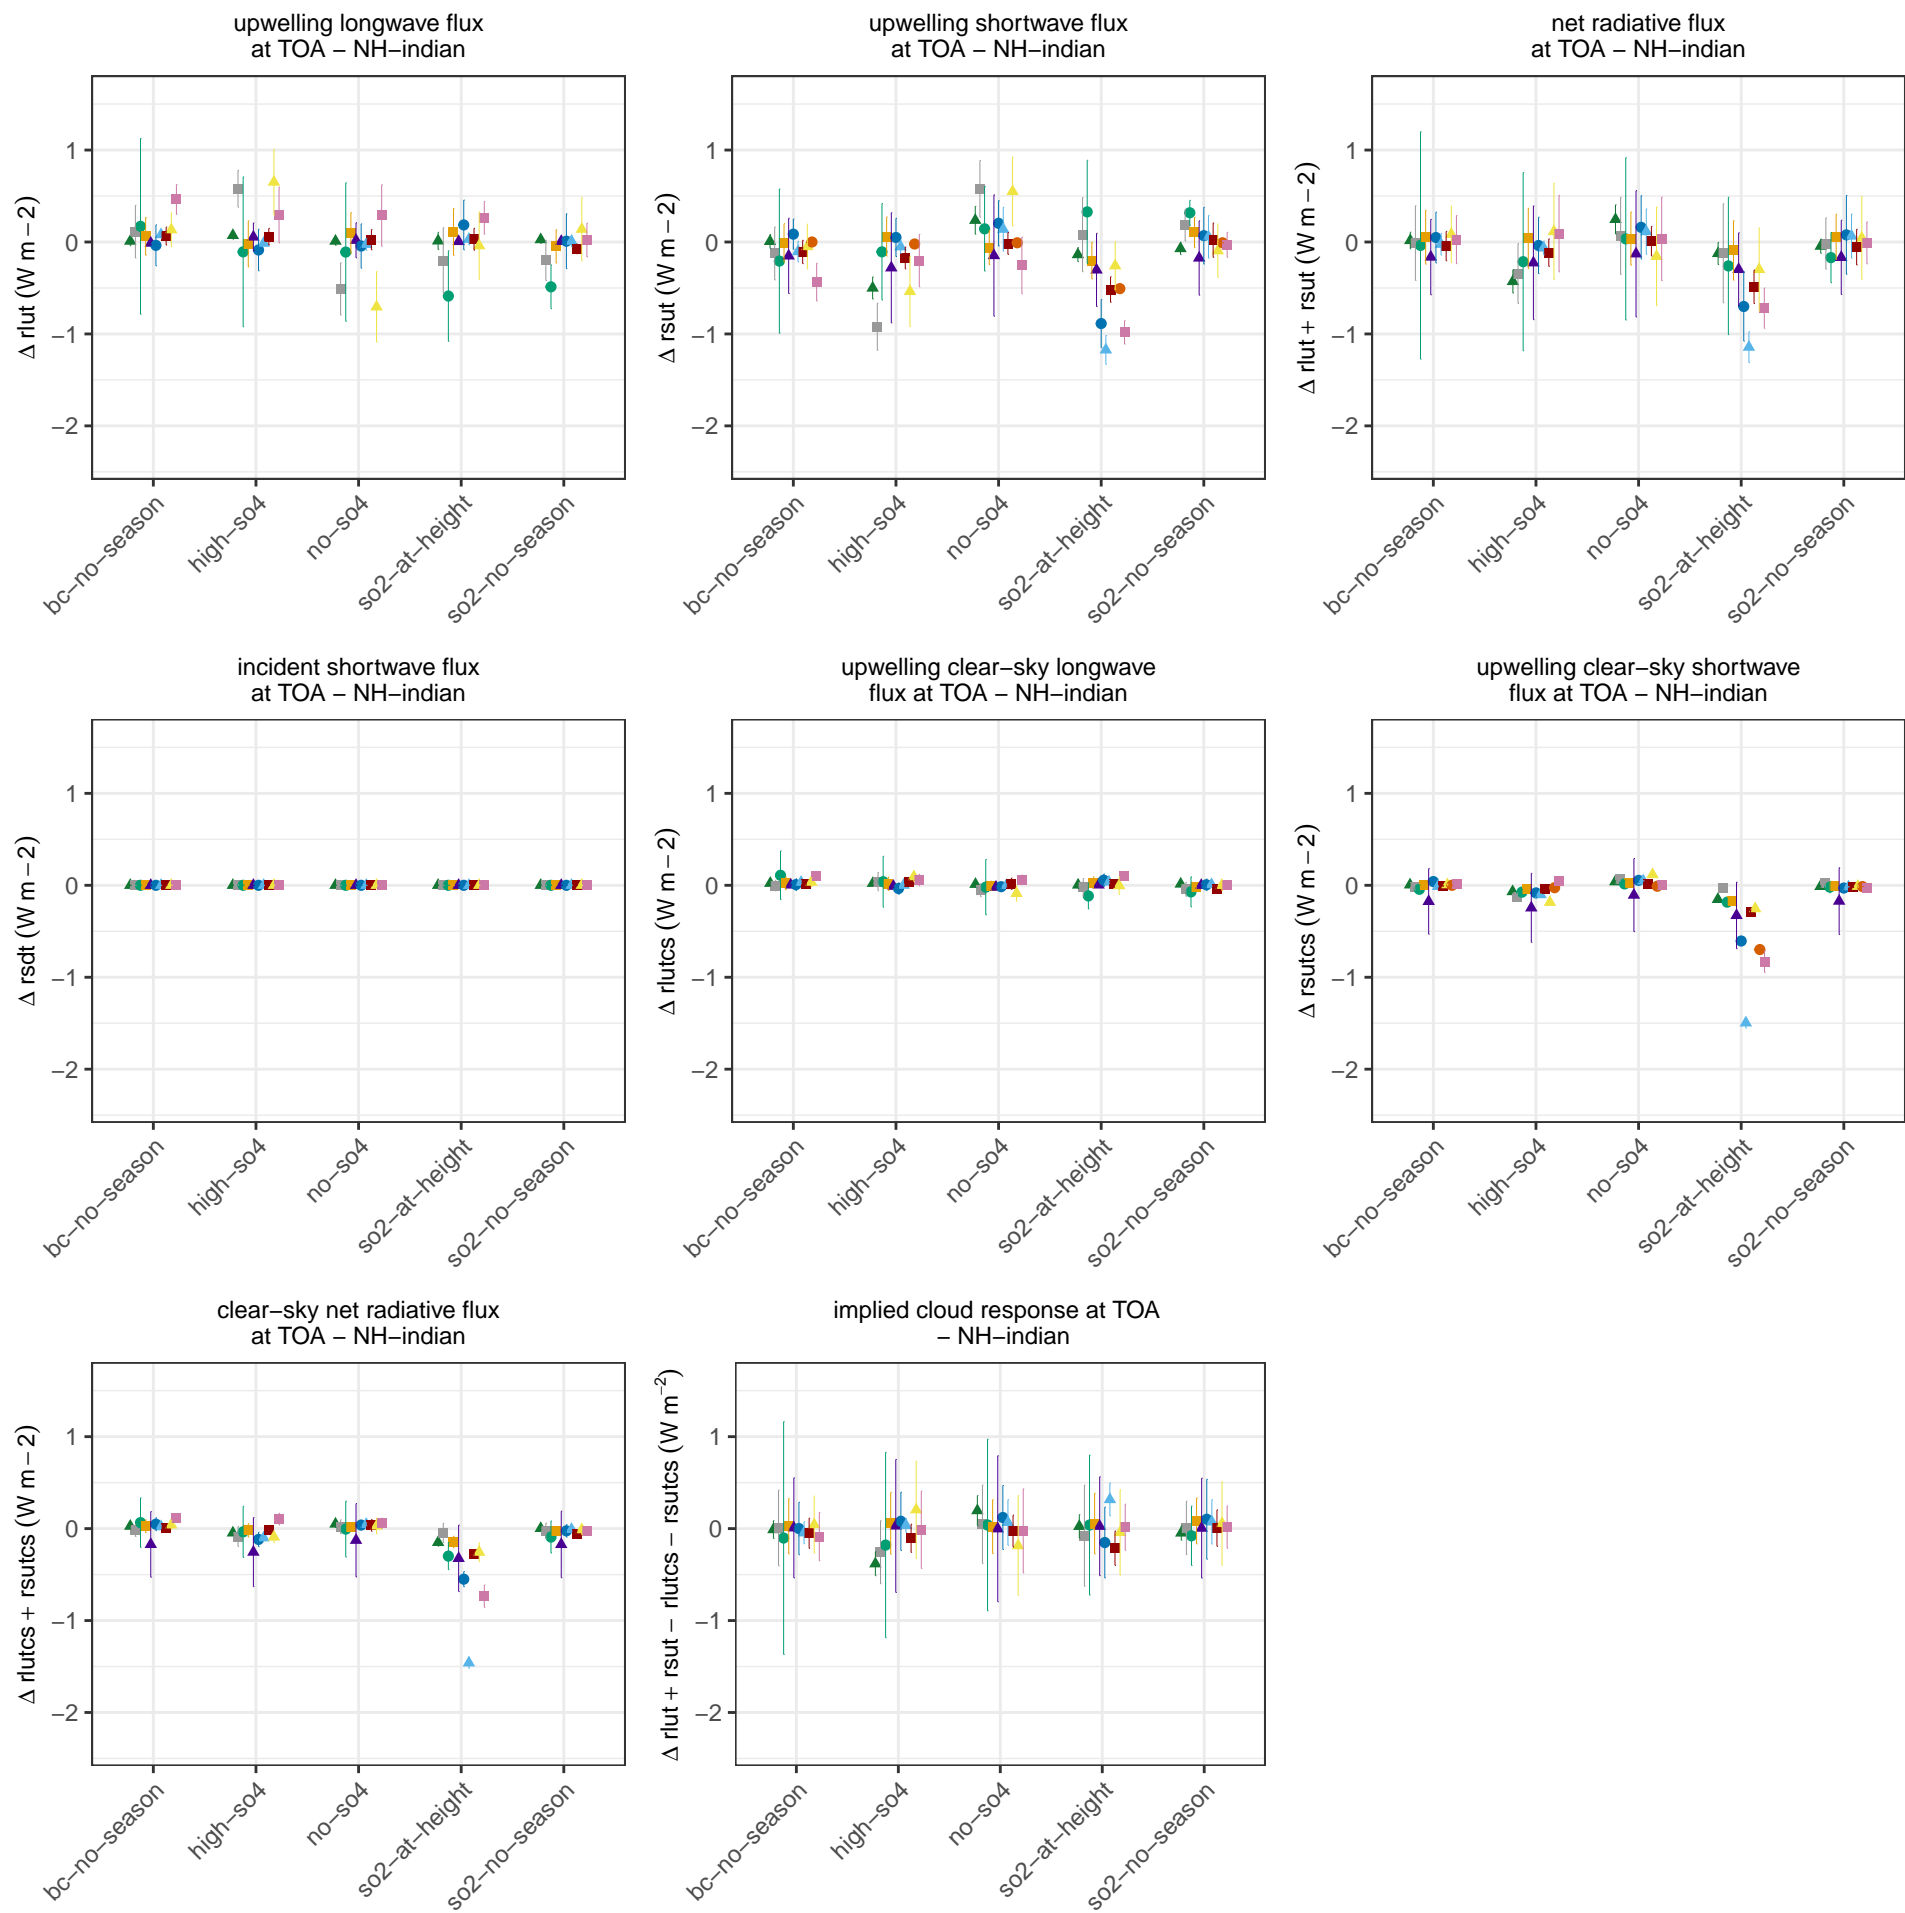 upwelling longwave flux
at TOA − NH−indian
Δ rlut (W m−2)
1
0
−1
−2
bc−no−season
high−so4
no−so4
so2−at−height
so2−no−season
upwelling shortwave flux
at TOA − NH−indian
Δ rsut (W m−2)
1
0
−1
−2
bc−no−season
high−so4
no−so4
so2−at−height
so2−no−season
net radiative flux
at TOA − NH−indian
Δ rlut + rsut (W m−2)
1
0
−1
−2
bc−no−season
high−so4
no−so4
so2−at−height
so2−no−season
incident shortwave flux
at TOA − NH−indian
Δ rsdt (W m−2)
1
0
−1
−2
bc−no−season
high−so4
no−so4
so2−at−height
so2−no−season
upwelling clear−sky longwave
flux at TOA − NH−indian
Δ rlutcs (W m−2)
1
0
−1
−2
bc−no−season
high−so4
no−so4
so2−at−height
so2−no−season
upwelling clear−sky shortwave
flux at TOA − NH−indian
Δ rsutcs (W m−2)
1
0
−1
−2
bc−no−season
high−so4
no−so4
so2−at−height
so2−no−season
clear−sky net radiative flux
at TOA − NH−indian
Δ rlutcs + rsutcs (W m−2)
1
0
−1
−2
bc−no−season
high−so4
no−so4
so2−at−height
so2−no−season
implied cloud response at TOA
− NH−indian
Δ rlut + rsut − rlutcs − rsutcs (W m⁻²)
1
0
−1
−2
bc−no−season
high−so4
no−so4
so2−at−height
so2−no−season